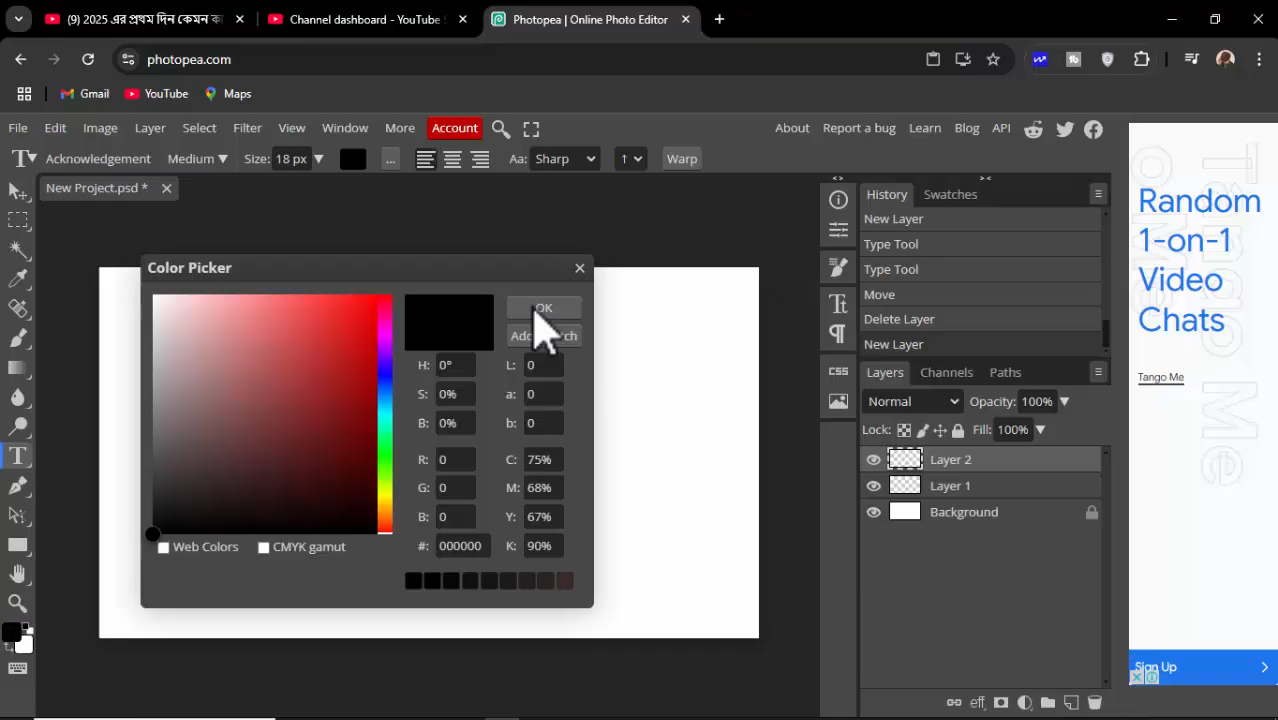 (9) 2025 এর প্রথম দিন কেমন কা
Channel dashboard - YouTube S
Photopea | Online Photo Editor
photopea.com
Gmail
YouTube
Maps
File Edit Image Layer Select Filter View Window More Account
About Report a bug Learn Blog API
Acknowledgement Medium Size: 18 px ... Aa: Sharp Warp
New Project.psd *
Color Picker
OK
H: 0° L: 0
S: 0% a: 0
B: 0% b: 0
R: 0 C: 75%
G: 0 M: 68%
B: 0 Y: 67%
#: 000000 K: 90%
Web Colors CMYK gamut
History Swatches
New Layer
Type Tool
Type Tool
Move
Delete Layer
New Layer
CSS
Layers Channels Paths
Normal Opacity: 100%
Lock: Fill: 100%
Layer 2
Layer 1
Background
eff
Random
1-on-1
Video
Chats
Tango Me
Tango Me
Sign Up